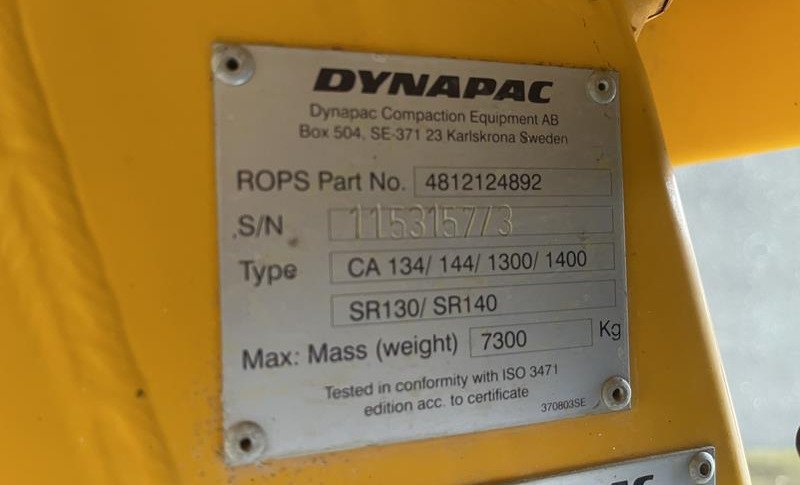 DYNAPAC
Dynapac Compaction Equipment AB
Box 504, SE-371 23 Karlskrona Sweden
ROPS Part No. 4812124892
S/N 11531577/3
Type CA 134/ 144/ 1300/ 1400
SR130/ SR140
Max: Mass (weight) 7300 Kg
Tested in conformity with ISO 3471
edition acc. to certificate
370803SE
DYNAPAC